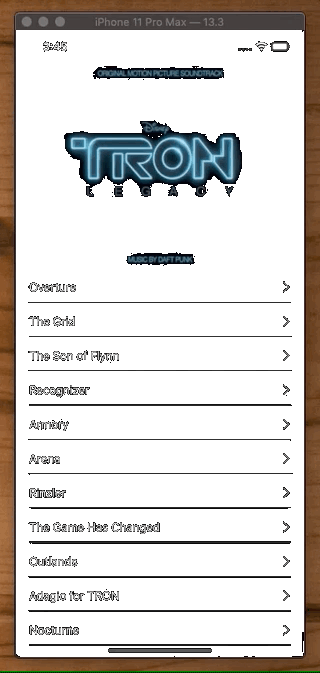 iPhone 11 Pro Max — 13.3
9:45
ORIGINAL MOTION PICTURE SOUNDTRACK
Disney
TRON
LEGACY
MUSIC BY DAFT PUNK
Overture
The Grid
The Son of Flynn
Recognizer
Armory
Arena
Rinzler
The Game Has Changed
Outlands
Adagio for TRON
Nocturne